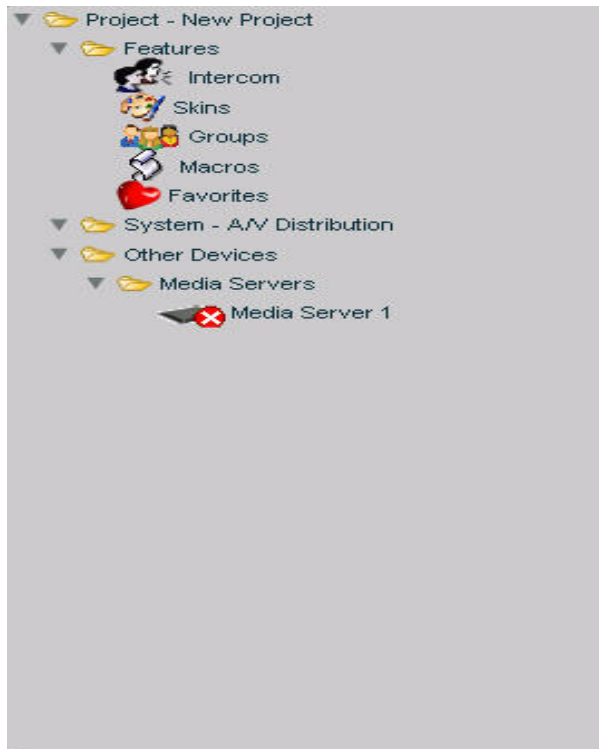 Project - New Project
Features
Intercom
Skins
Groups
Macros
Favorites
System - A/V Distribution
Other Devices
Media Servers
Media Server 1